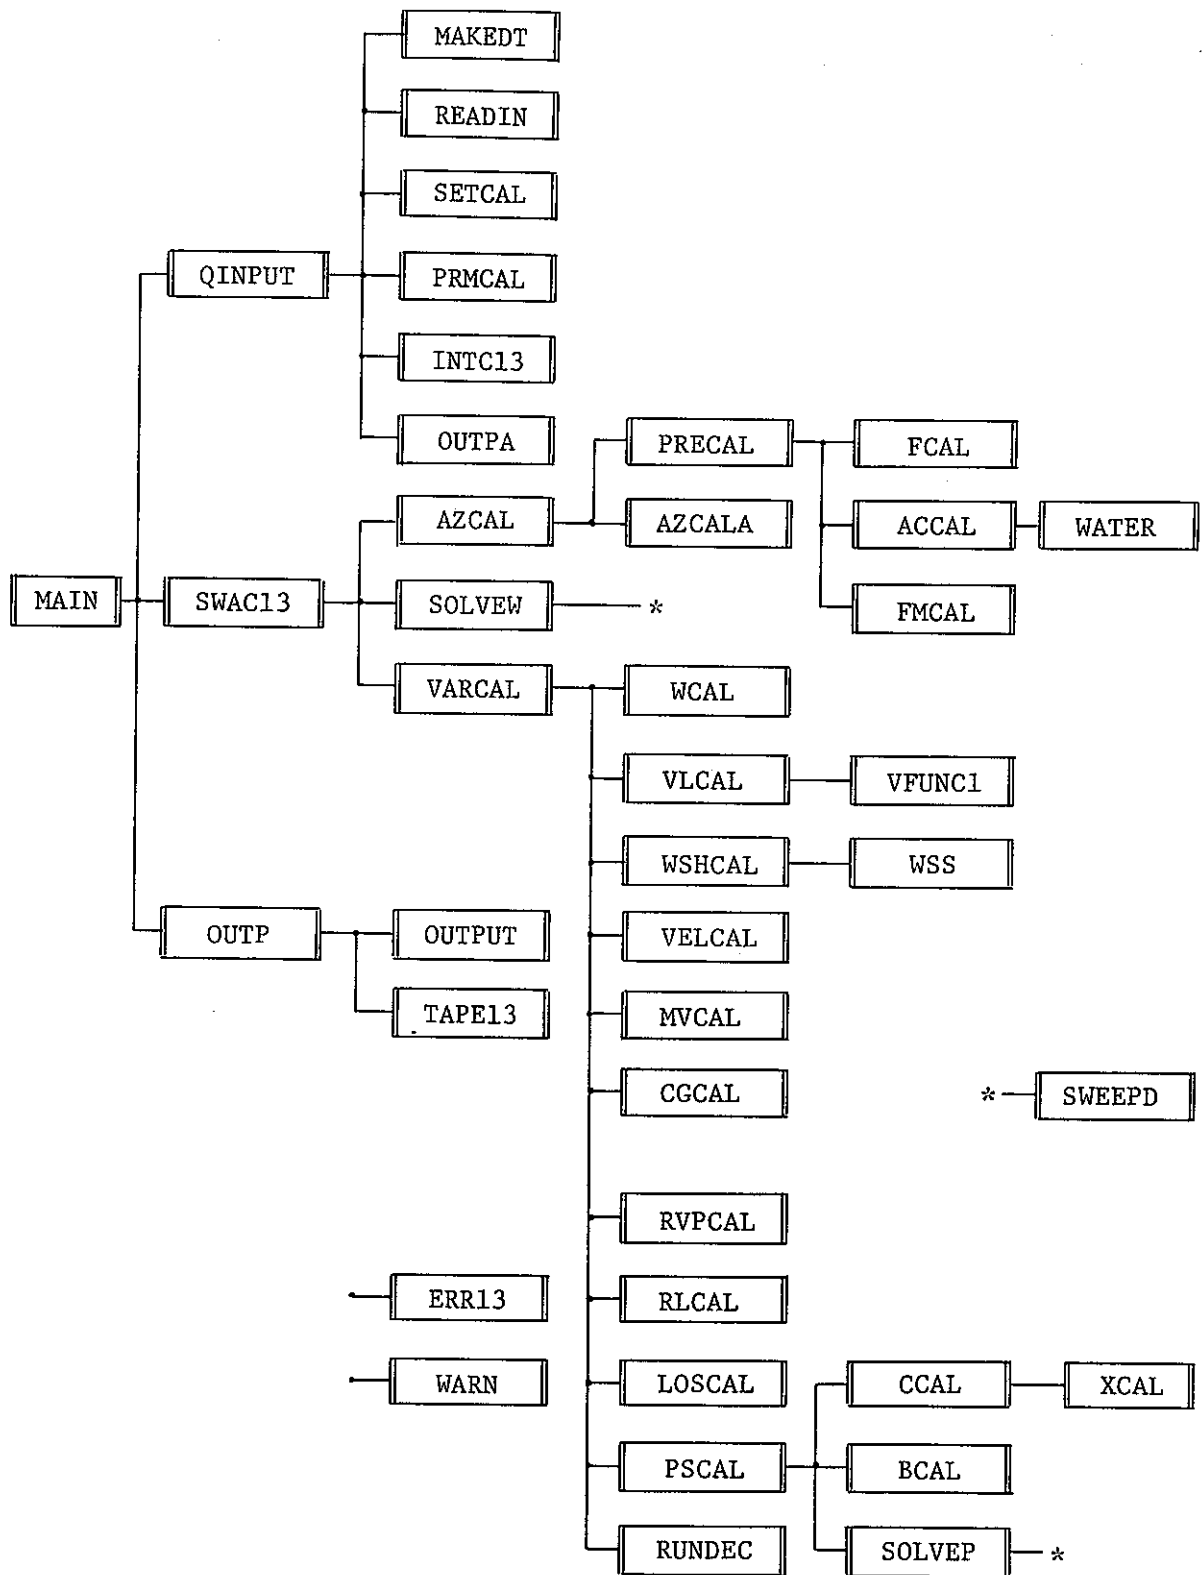 MAKEDT
READIN
SETCAL
QINPUT PRMCAL
INTC13
OUTPA PRECAL FCAL
AZCAL AZCALA ACCAL WATER
MAIN SWAC13 SOLVEW * FMCAL
VARCAL WCAL
VLCAL VFUNC1
WSHCAL WSS
OUTP OUTPUT VELCAL
TAPE13 MVCAL
CGCAL * SWEEPD
RVPCAL
ERR13 RLCAL
WARN LOSCAL CCAL XCAL
PSCAL BCAL
RUNDEC SOLVEP *